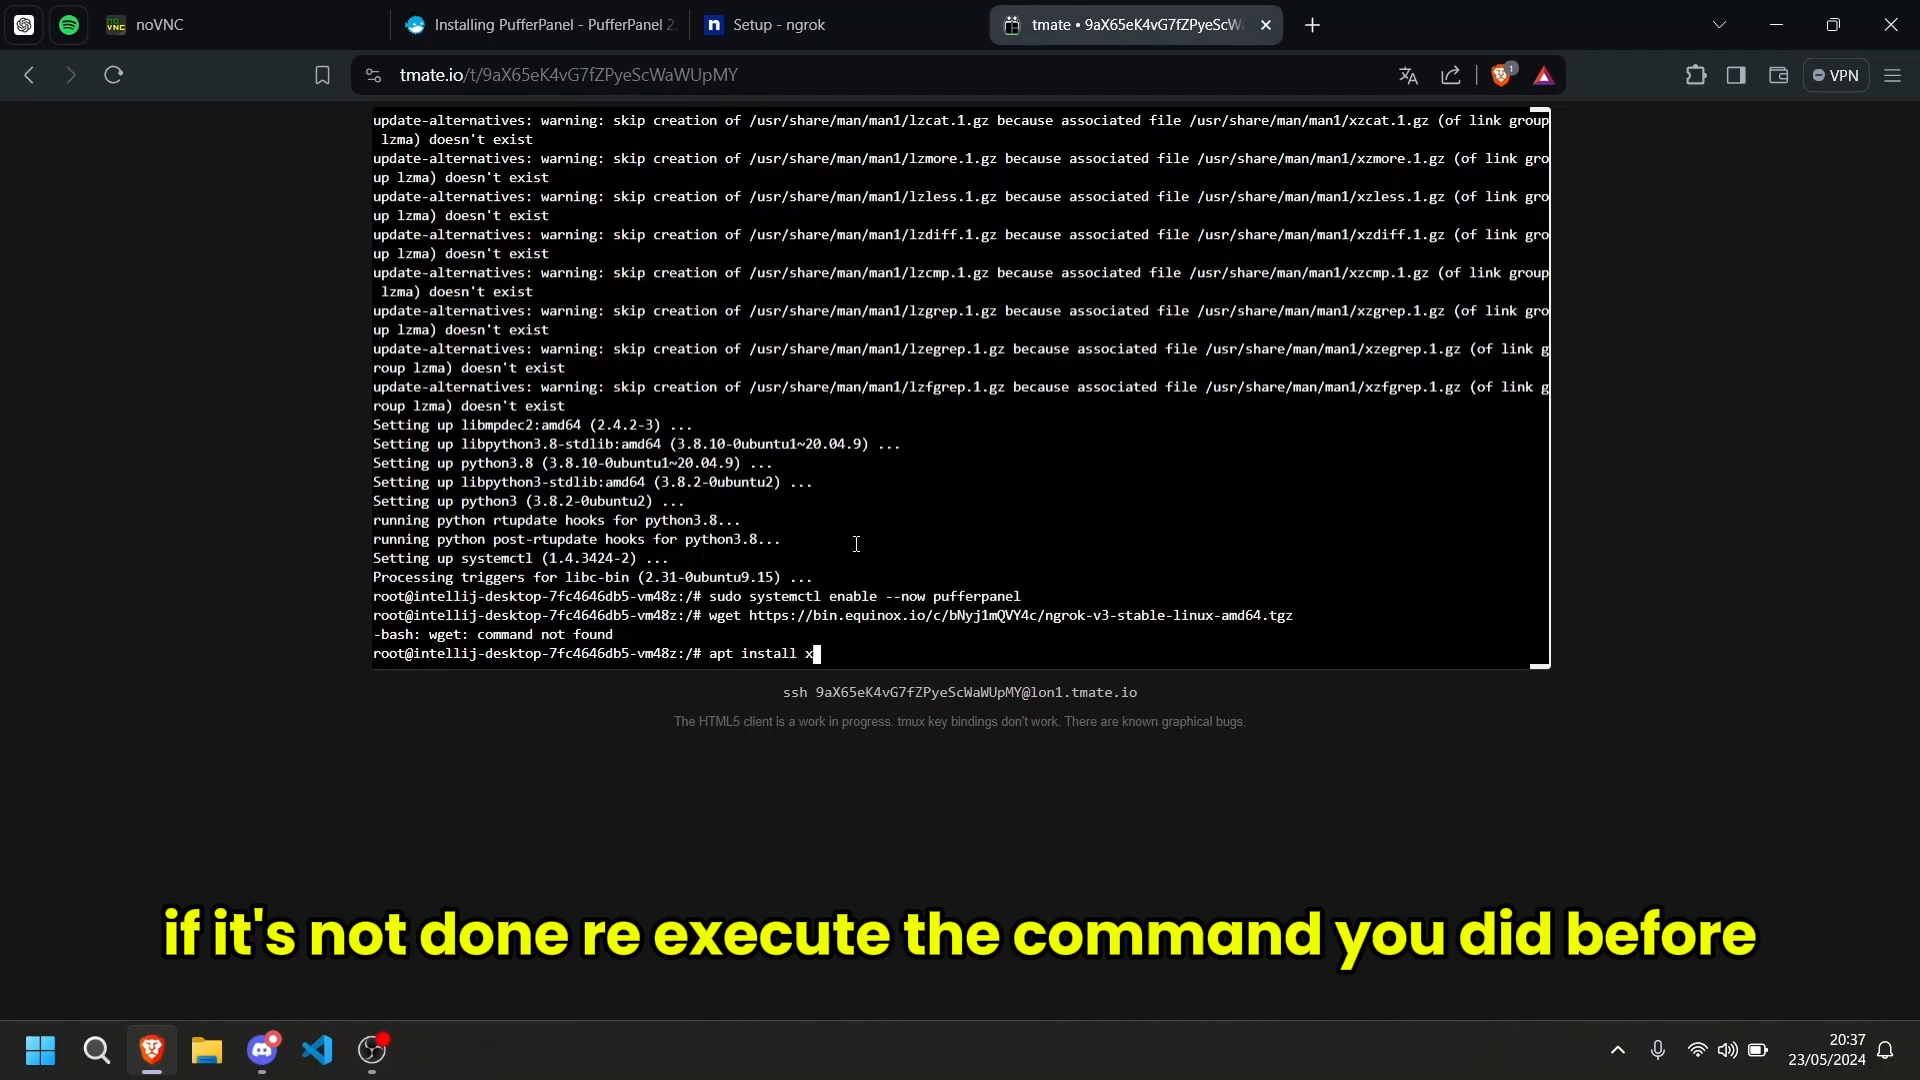 noVNC
Installing PufferPanel - PufferPanel 2.
Setup - ngrok
tmate • 9aX65eK4vG7fZPyeScW
tmate.io/t/9aX65eK4vG7fZPyeScWaWUpMY
1
VPN
update-alternatives: warning: skip creation of /usr/share/man/man1/lzcat.1.gz because associated file /usr/share/man/man1/xzcat.1.gz (of link group
lzma) doesn't exist
update-alternatives: warning: skip creation of /usr/share/man/man1/lzmore.1.gz because associated file /usr/share/man/man1/xzmore.1.gz (of link gro
up lzma) doesn't exist
update-alternatives: warning: skip creation of /usr/share/man/man1/lzless.1.gz because associated file /usr/share/man/man1/xzless.1.gz (of link gro
up lzma) doesn't exist
update-alternatives: warning: skip creation of /usr/share/man/man1/lzdiff.1.gz because associated file /usr/share/man/man1/xzdiff.1.gz (of link gro
up lzma) doesn't exist
update-alternatives: warning: skip creation of /usr/share/man/man1/lzcmp.1.gz because associated file /usr/share/man/man1/xzcmp.1.gz (of link group
lzma) doesn't exist
update-alternatives: warning: skip creation of /usr/share/man/man1/lzgrep.1.gz because associated file /usr/share/man/man1/xzgrep.1.gz (of link gro
up lzma) doesn't exist
update-alternatives: warning: skip creation of /usr/share/man/man1/lzegrep.1.gz because associated file /usr/share/man/man1/xzegrep.1.gz (of link g
roup lzma) doesn't exist
update-alternatives: warning: skip creation of /usr/share/man/man1/lzfgrep.1.gz because associated file /usr/share/man/man1/xzfgrep.1.gz (of link g
roup lzma) doesn't exist
Setting up libmpdec2:amd64 (2.4.2-3) ...
Setting up libpython3.8-stdlib:amd64 (3.8.10-0ubuntu1~20.04.9) ...
Setting up python3.8 (3.8.10-0ubuntu1~20.04.9) ...
Setting up libpython3-stdlib:amd64 (3.8.2-0ubuntu2) ...
Setting up python3 (3.8.2-0ubuntu2) ...
running python rtupdate hooks for python3.8...
running python post-rtupdate hooks for python3.8...
Setting up systemctl (1.4.3424-2) ...
Processing triggers for libc-bin (2.31-0ubuntu9.15) ...
root@intellij-desktop-7fc4646db5-vm48z:/# sudo systemctl enable --now pufferpanel
root@intellij-desktop-7fc4646db5-vm48z:/# wget https://bin.equinox.io/c/bNyj1mQVY4c/ngrok-v3-stable-linux-amd64.tgz
-bash: wget: command not found
root@intellij-desktop-7fc4646db5-vm48z:/# apt install x
ssh 9aX65eK4vG7fZPyeScWaWUpMY@lon1.tmate.io
The HTML5 client is a work in progress. tmux key bindings don't work. There are known graphical bugs.
if it's not done re execute the command you did before
20:37
23/05/2024